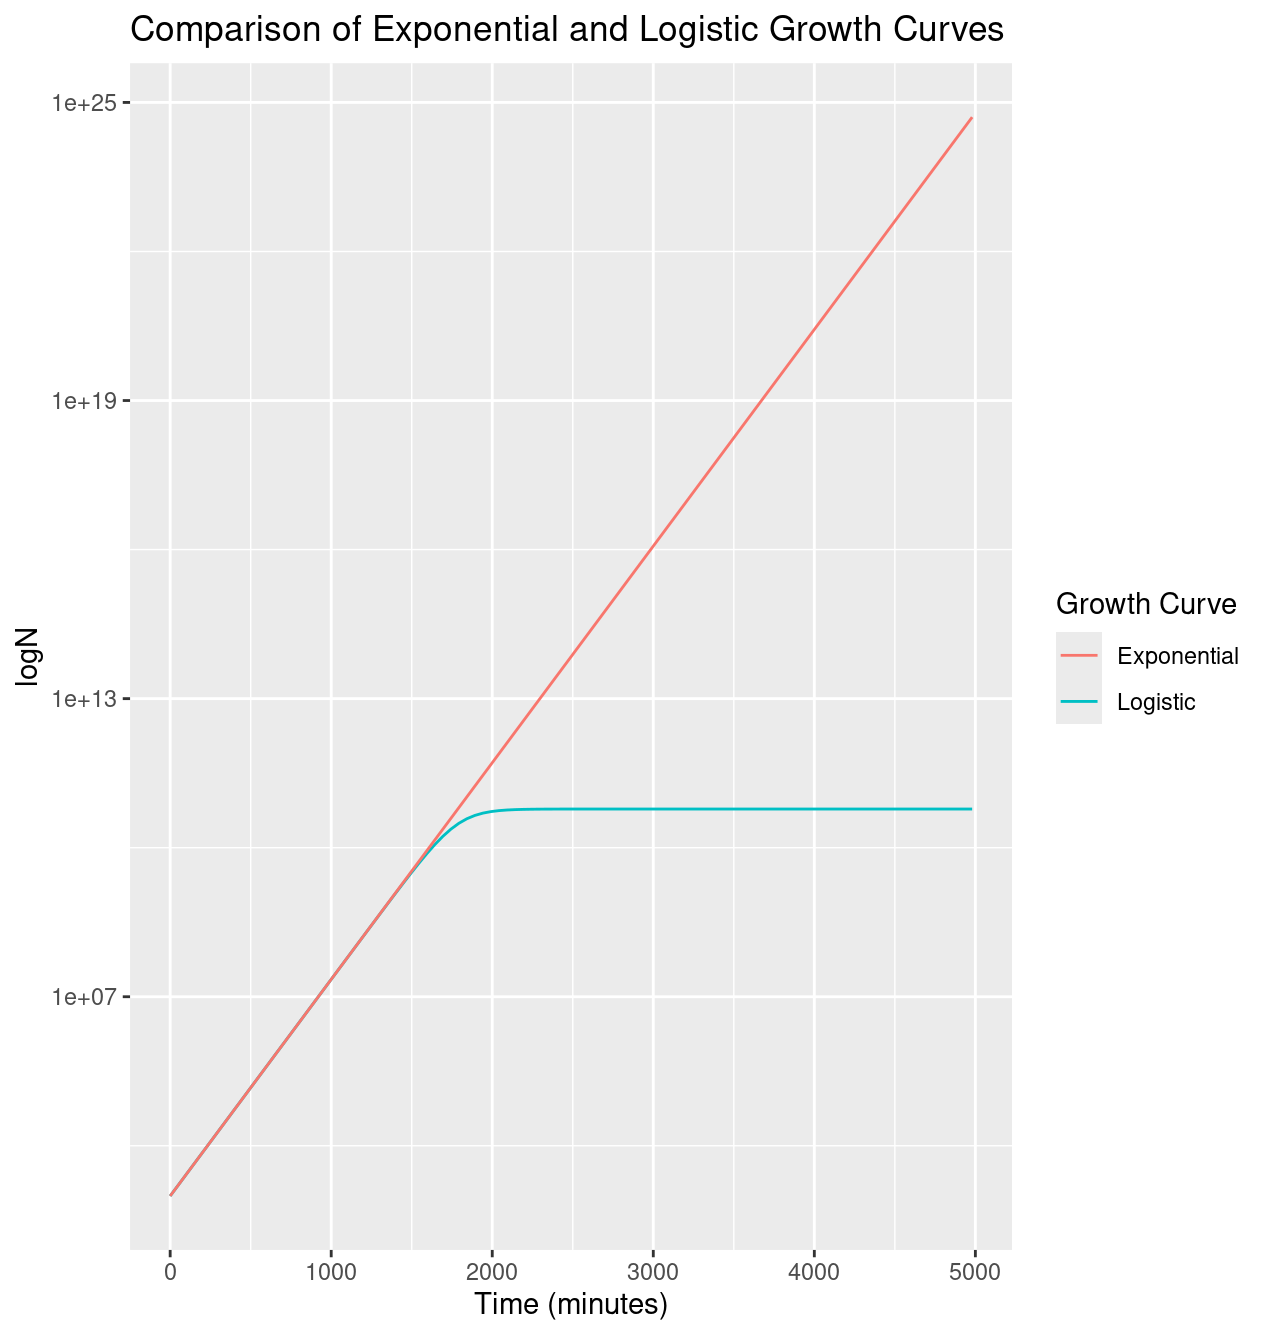 Comparison of Exponential and Logistic Growth Curves
1e+25
1e+19
1e+13
1e+07
logN
0 1000 2000 3000 4000 5000
Time (minutes)
Growth Curve
Exponential
Logistic